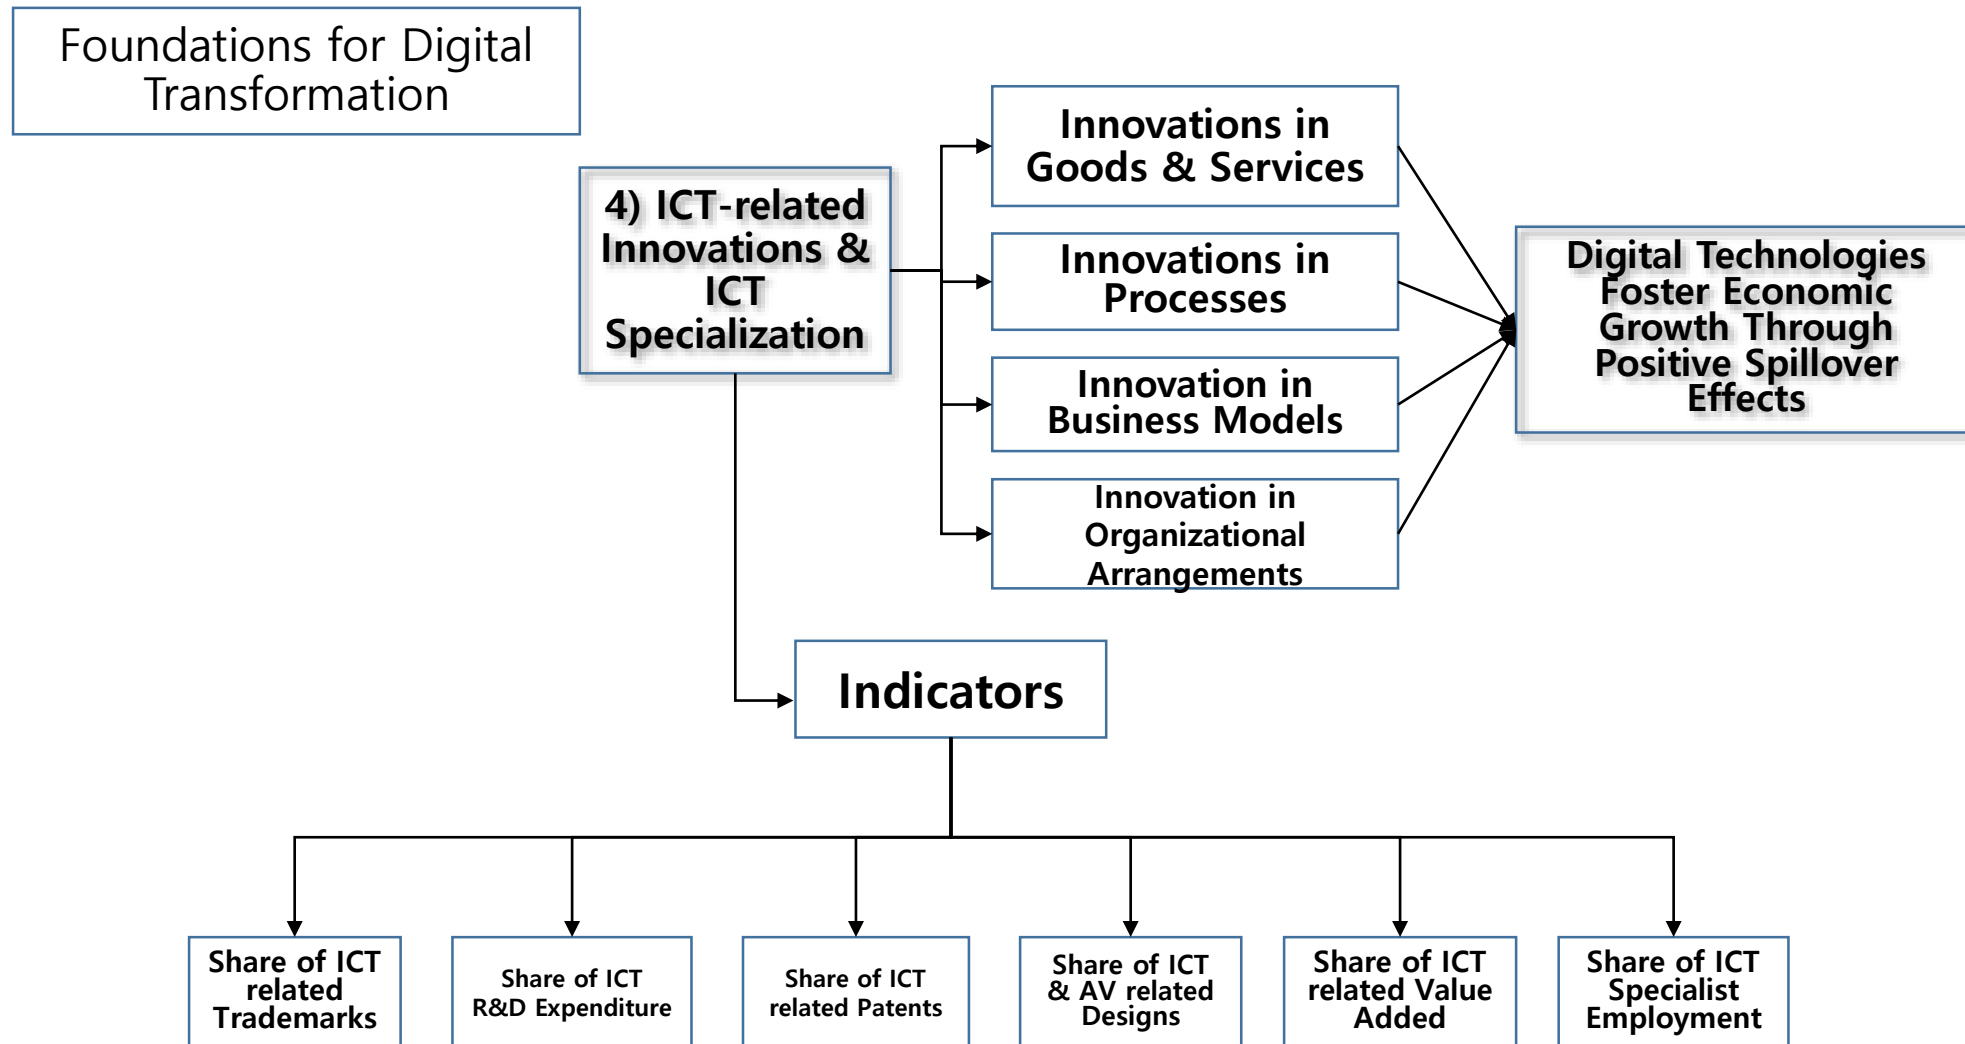 Foundations for Digital
Transformation
4) ICT-related
Innovations &
ICT
Specialization
Innovations in
Goods & Services
Innovations in
Processes
Innovation in
Business Models
Innovation in
Organizational
Arrangements
Digital Technologies
Foster Economic
Growth Through
Positive Spillover
Effects
Indicators
Share of ICT
related
Trademarks
Share of ICT
R&D Expenditure
Share of ICT
related Patents
Share of ICT
& AV related
Designs
Share of ICT
related Value
Added
Share of ICT
Specialist
Employment